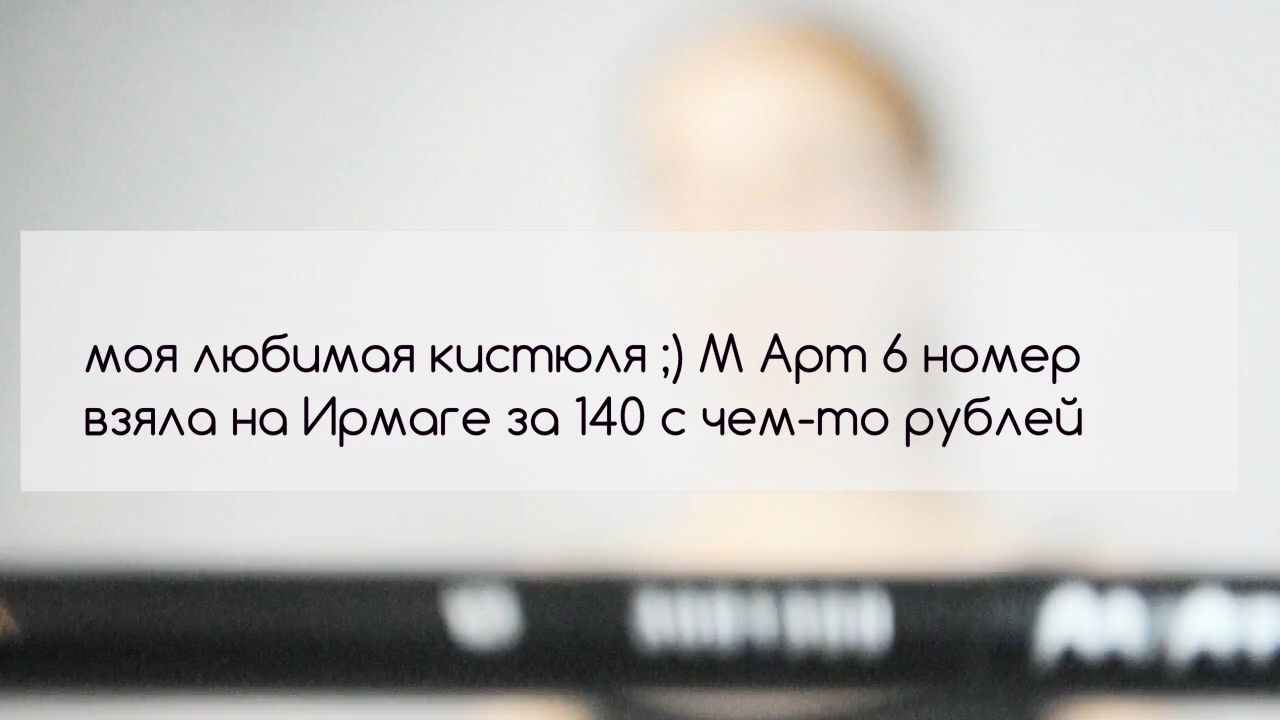 моя любимая кистюля ;) М Арт 6 номер
взяла на Ирмаге за 140 с чем-то рублей